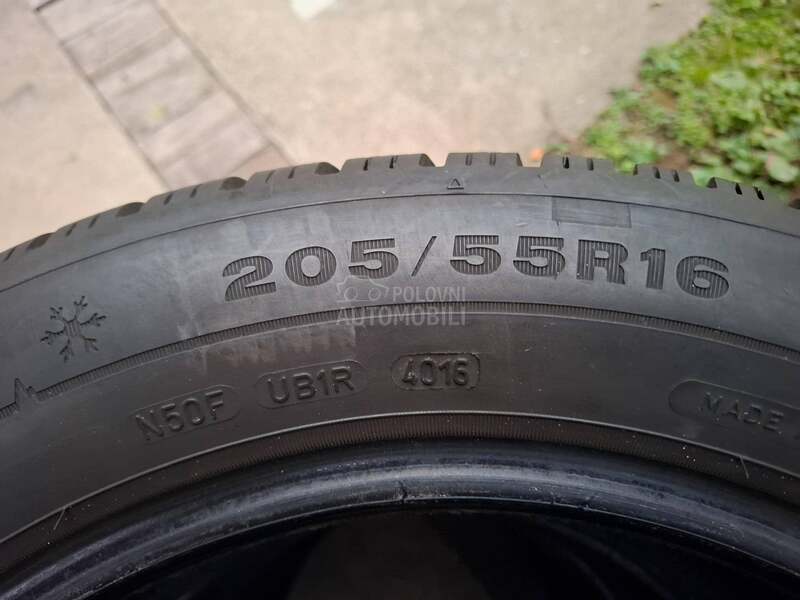 205/55R16
POLOVNI
AUTOMOBILI
N50F UB1R 4016 MADE